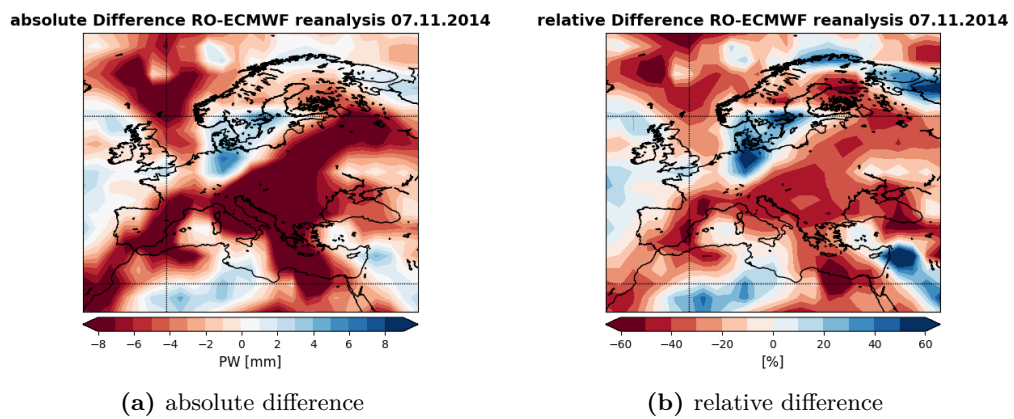 absolute Difference RO-ECMWF reanalysis 07.11.2014
−8 −6 −4 −2 0 2 4 6 8
PW [mm]
(a) absolute difference
relative Difference RO-ECMWF reanalysis 07.11.2014
−60 −40 −20 0 20 40 60
[%]
(b) relative difference